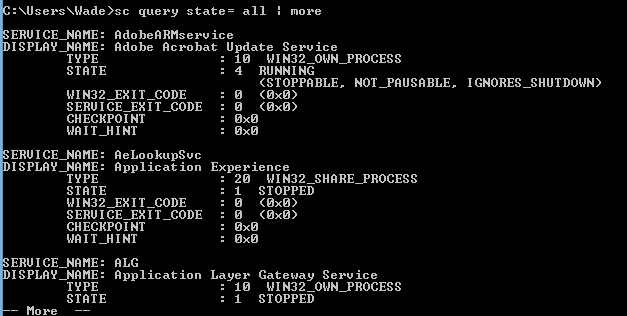 C:\Users\Wade>sc query state= all | more
SERVICE_NAME: AdobeARMservice
DISPLAY_NAME: Adobe Acrobat Update Service
TYPE : 10 WIN32_OWN_PROCESS
STATE : 4 RUNNING
(STOPPABLE, NOT_PAUSABLE, IGNORES_SHUTDOWN)
WIN32_EXIT_CODE : 0 (0x0)
SERVICE_EXIT_CODE : 0 (0x0)
CHECKPOINT : 0x0
WAIT_HINT : 0x0
SERVICE_NAME: AeLookupSvc
DISPLAY_NAME: Application Experience
TYPE : 20 WIN32_SHARE_PROCESS
STATE : 1 STOPPED
WIN32_EXIT_CODE : 0 (0x0)
SERVICE_EXIT_CODE : 0 (0x0)
CHECKPOINT : 0x0
WAIT_HINT : 0x0
SERVICE_NAME: ALG
DISPLAY_NAME: Application Layer Gateway Service
TYPE : 10 WIN32_OWN_PROCESS
STATE : 1 STOPPED
-- More --